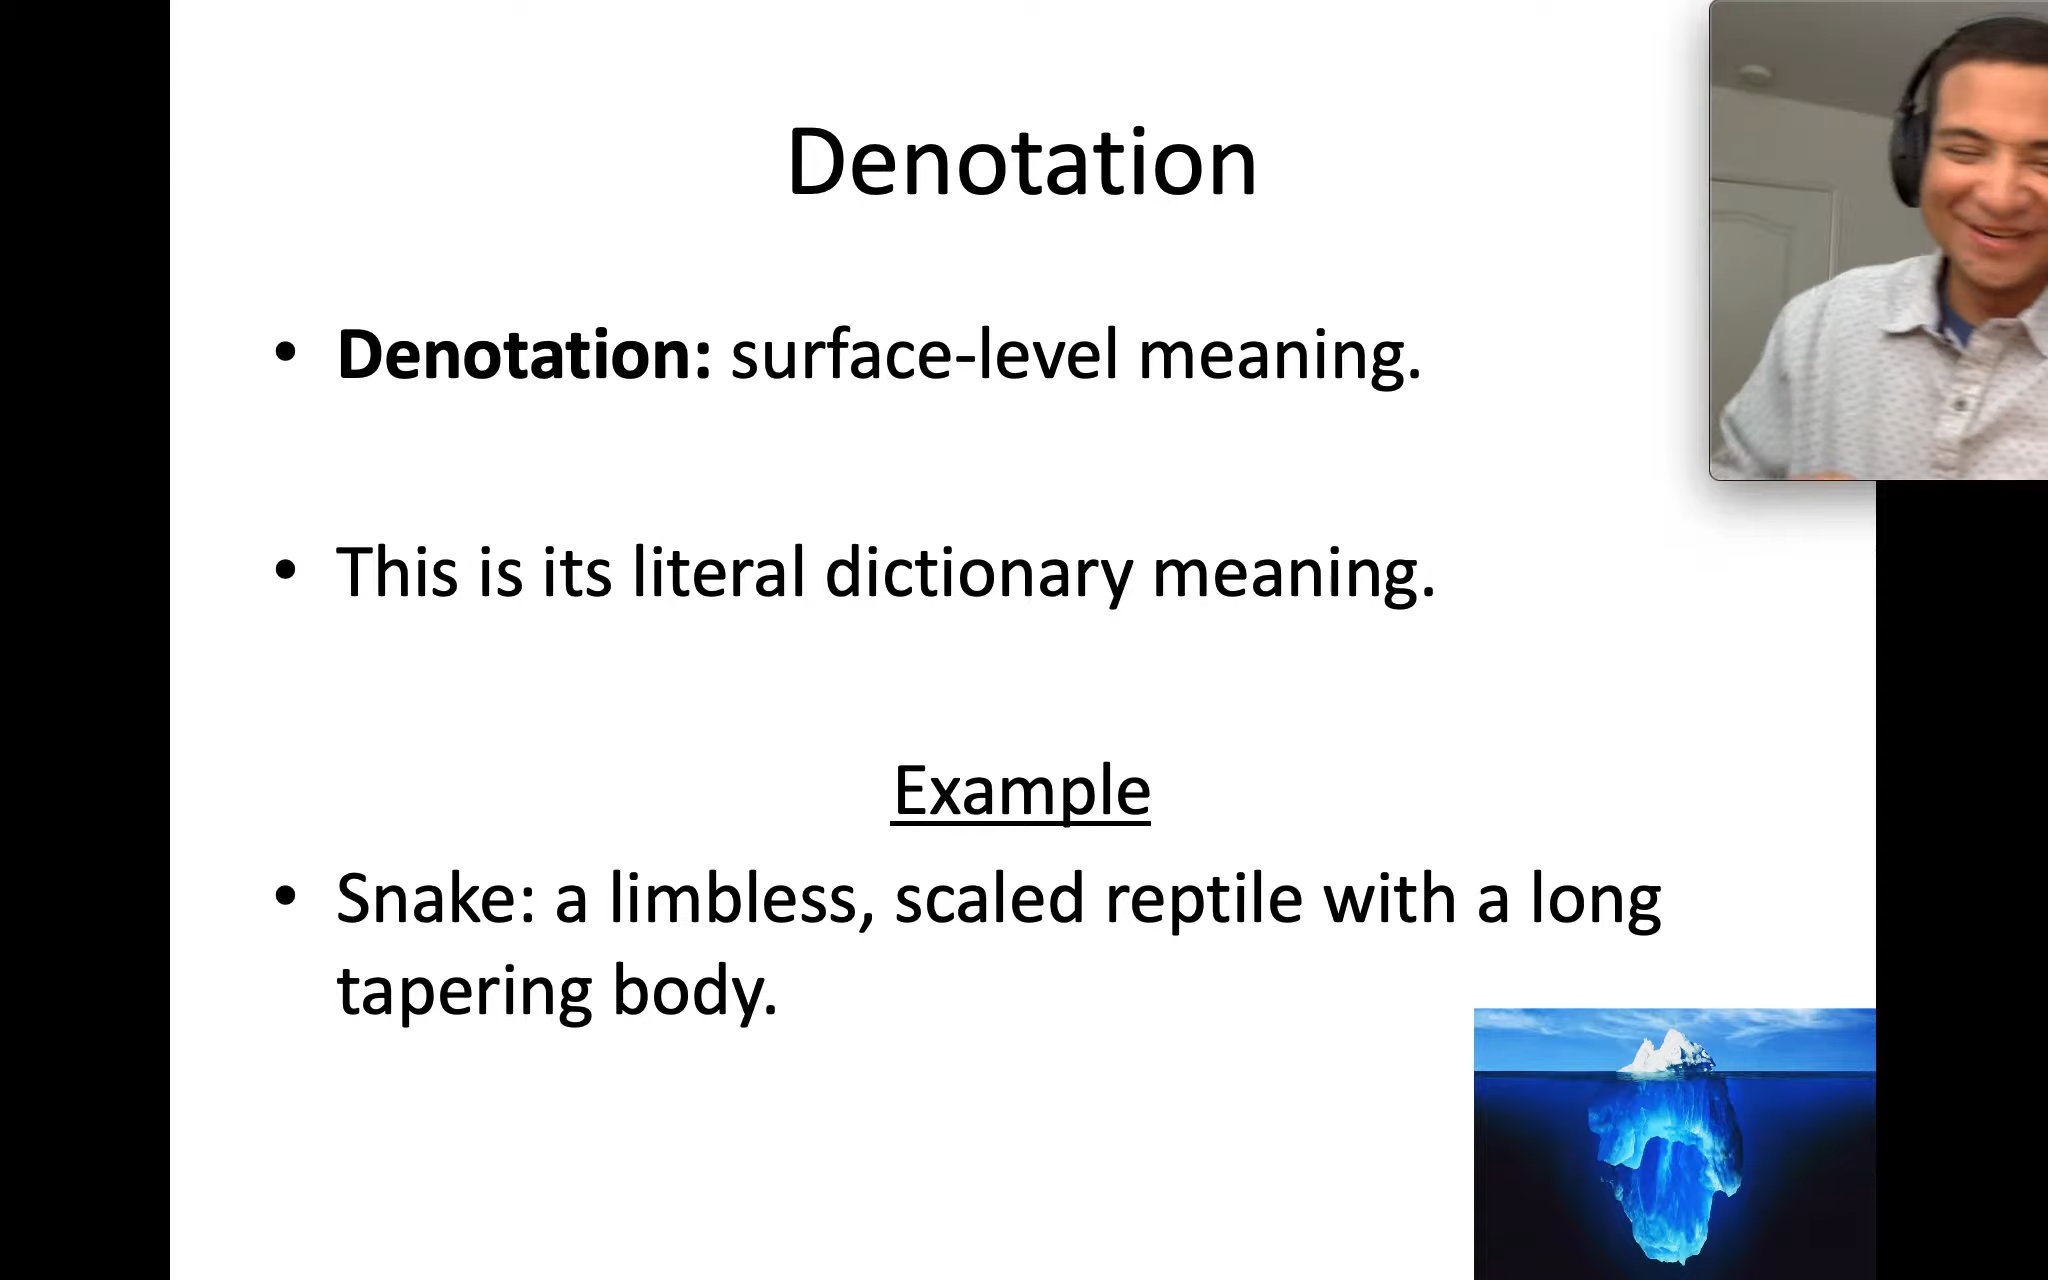 Denotation
• Denotation: surface-level meaning.
• This is its literal dictionary meaning.
Example
• Snake: a limbless, scaled reptile with a long
tapering body.